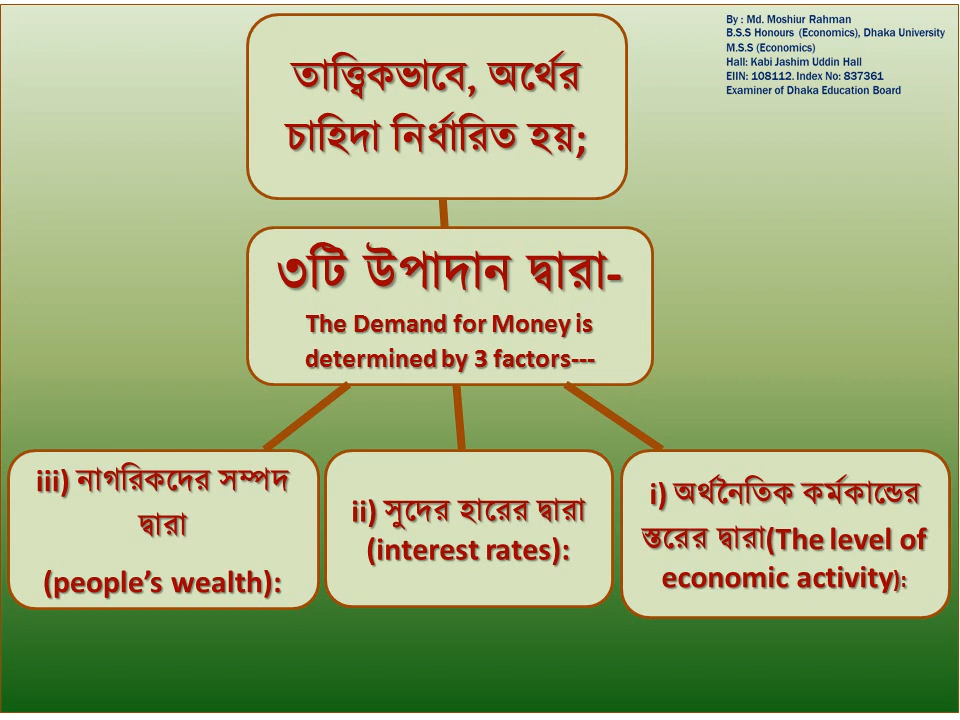 By : Md. Moshiur Rahman
B.S.S Honours (Economics), Dhaka University
M.S.S (Economics)
Hall: Kabi Jashim Uddin Hall
EIIN: 108112. Index No: 837361
Examiner of Dhaka Education Board
তাত্ত্বিকভাবে, অর্থের
চাহিদা নির্ধারিত হয়;
৩টি উপাদান দ্বারা-
The Demand for Money is
determined by 3 factors---
iii) নাগরিকদের সম্পদ
দ্বারা
(people’s wealth):
ii) সুদের হারের দ্বারা
(interest rates):
i) অর্থনৈতিক কর্মকান্ডের
স্তরের দ্বারা(The level of
economic activity):